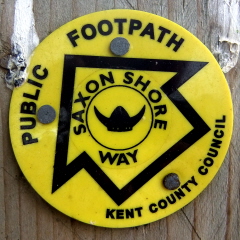 PUBLIC FOOTPATH
SAXON SHORE
WAY
KENT COUNTY COUNCIL